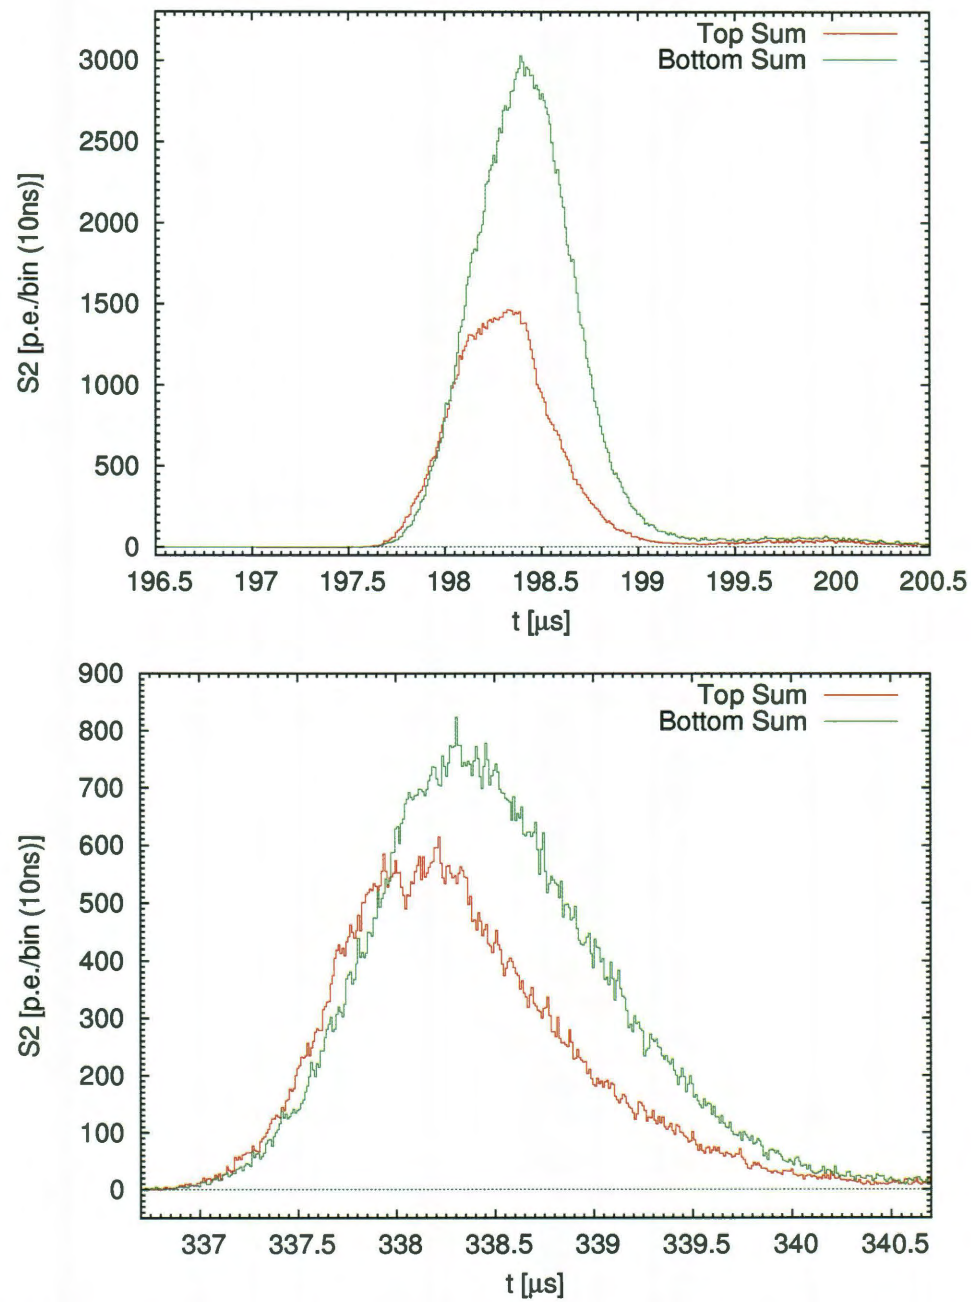 Top Sum
Bottom Sum
3000
2500
2000
1500
1000
500
0
S2 [p.e./bin (10ns)]
196.5 197 197.5 198 198.5 199 199.5 200 200.5
t [μs]
Top Sum
Bottom Sum
900
800
700
600
500
400
300
200
100
0
S2 [p.e./bin (10ns)]
337 337.5 338 338.5 339 339.5 340 340.5
t [μs]